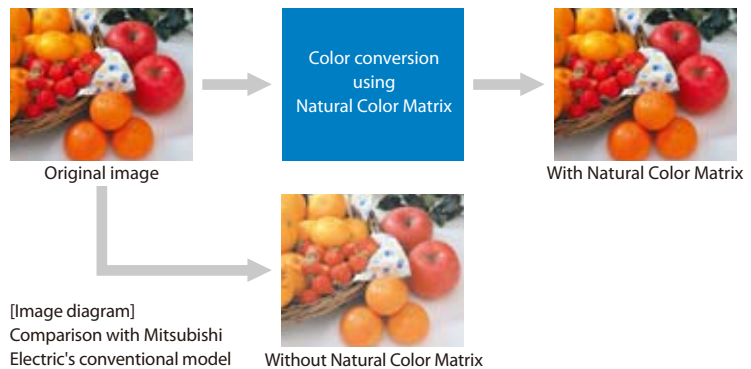 Color conversion
using
Natural Color Matrix
Original image
With Natural Color Matrix
[Image diagram]
Comparison with Mitsubishi
Electric's conventional model
Without Natural Color Matrix